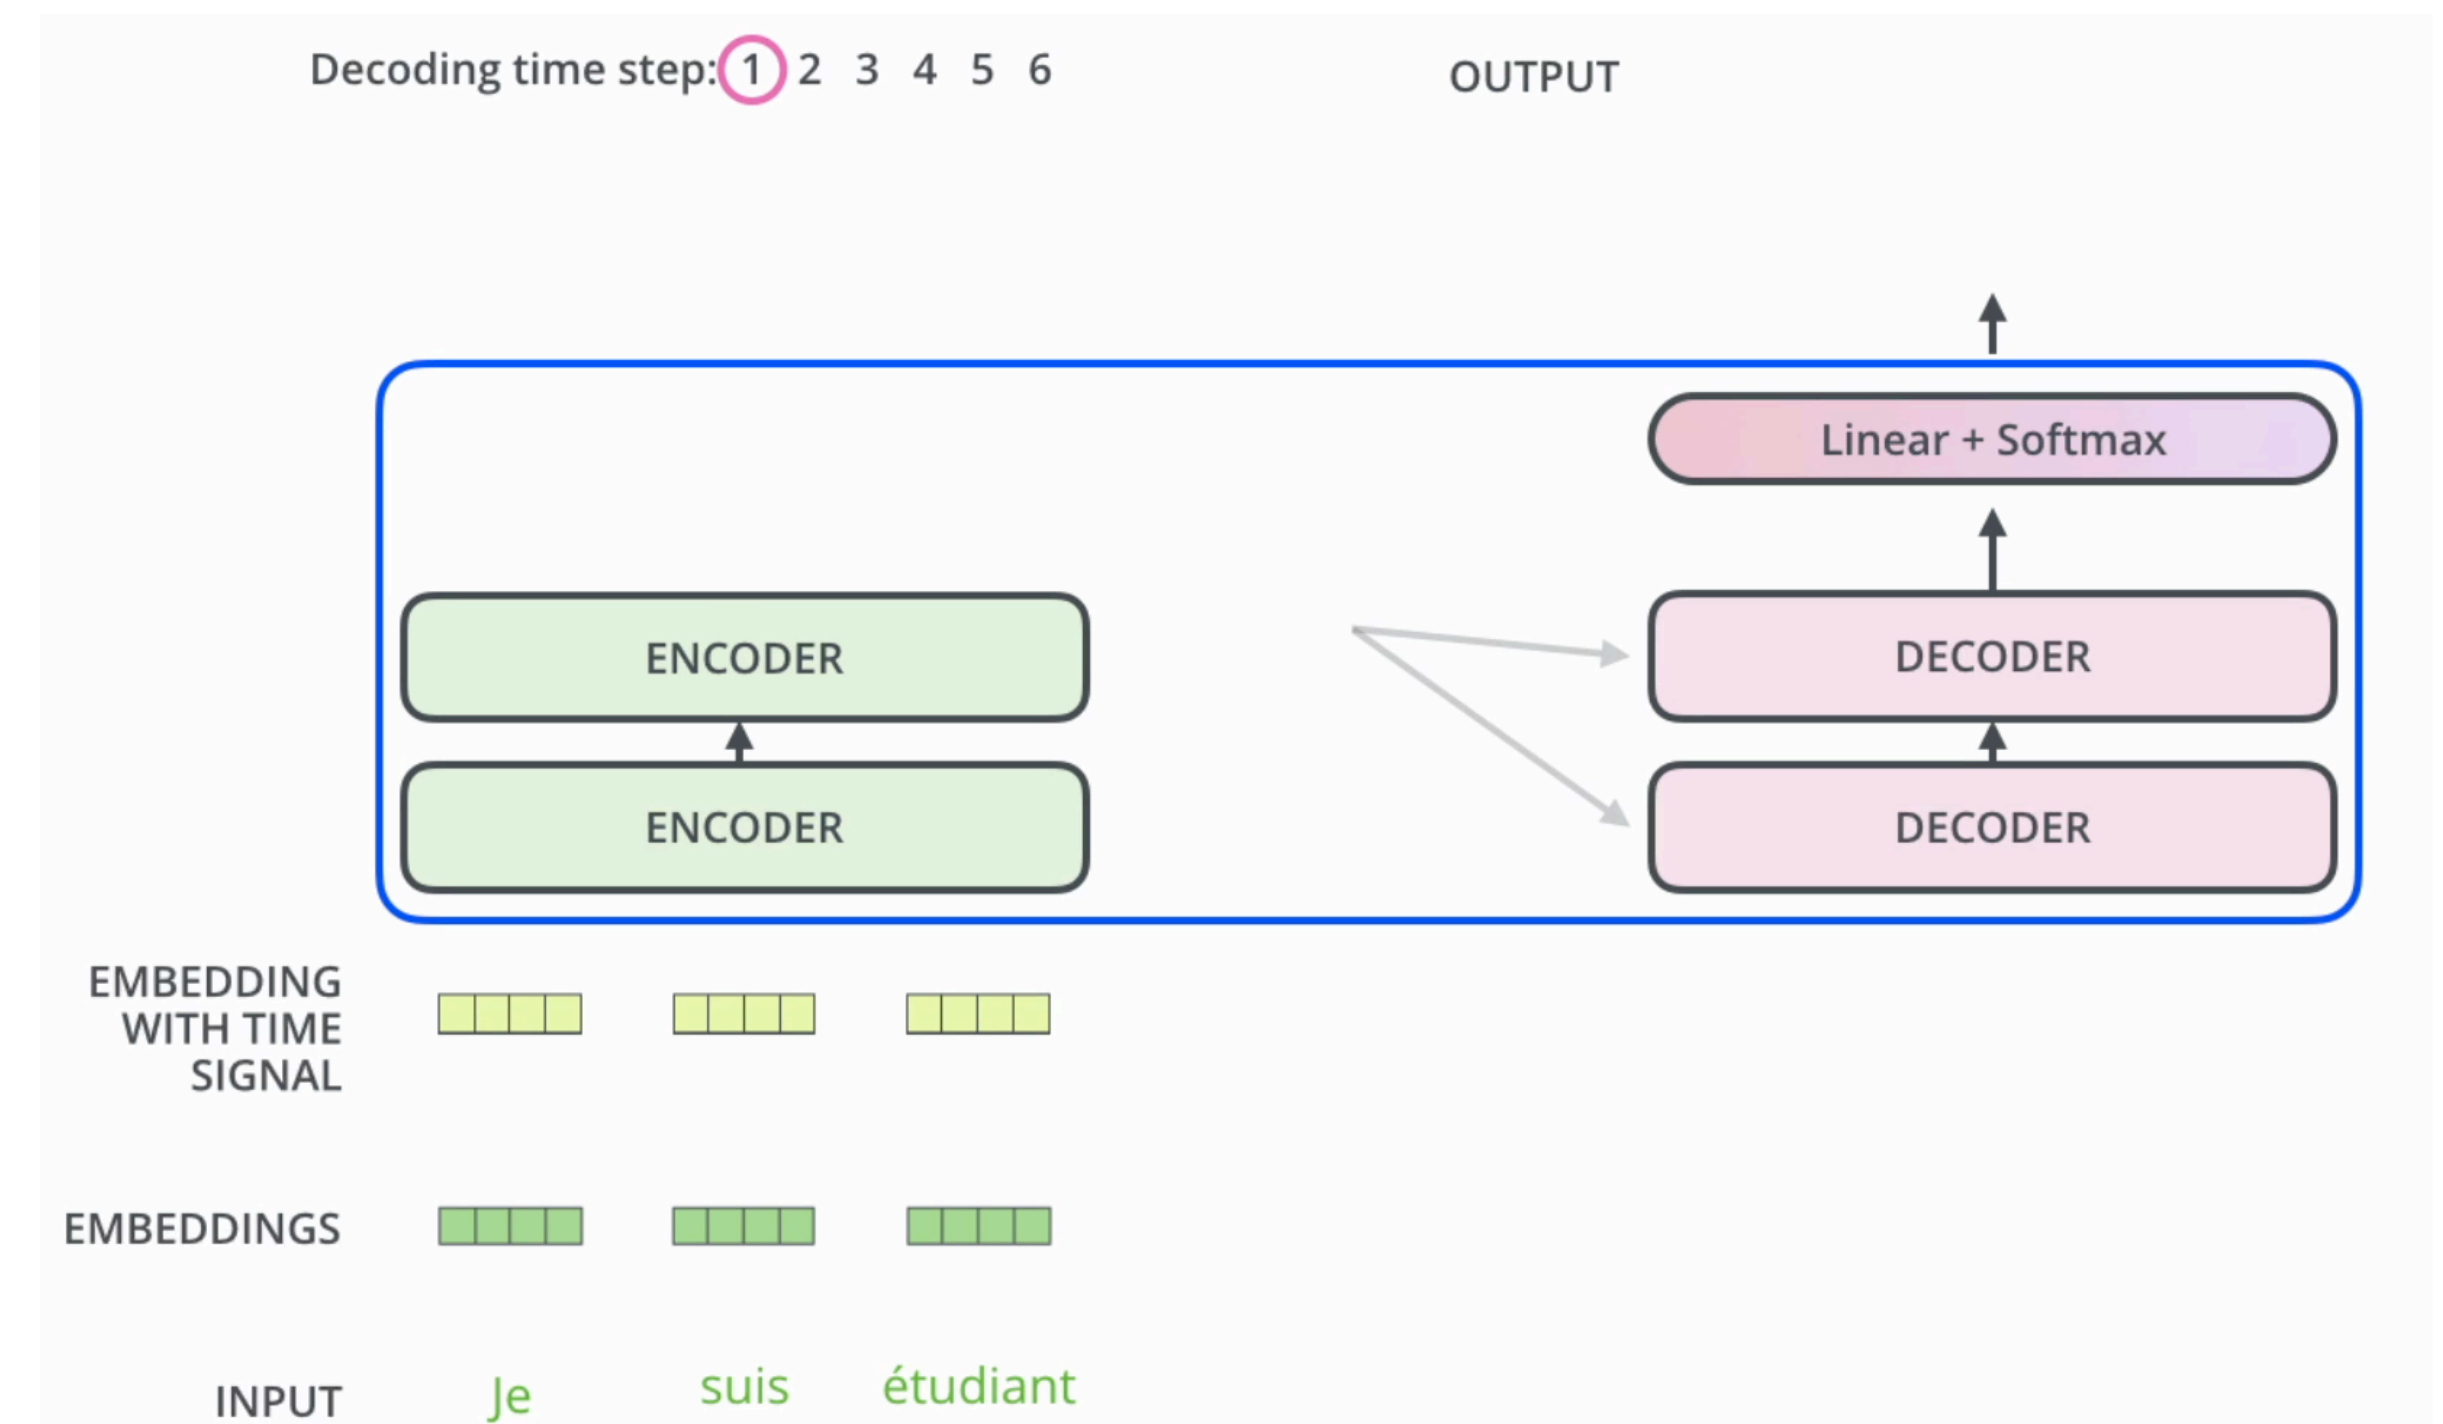 Decoding time step: 1 2 3 4 5 6
OUTPUT
Linear + Softmax
ENCODER
DECODER
ENCODER
DECODER
EMBEDDING
WITH TIME
SIGNAL
EMBEDDINGS
INPUT Je suis étudiant